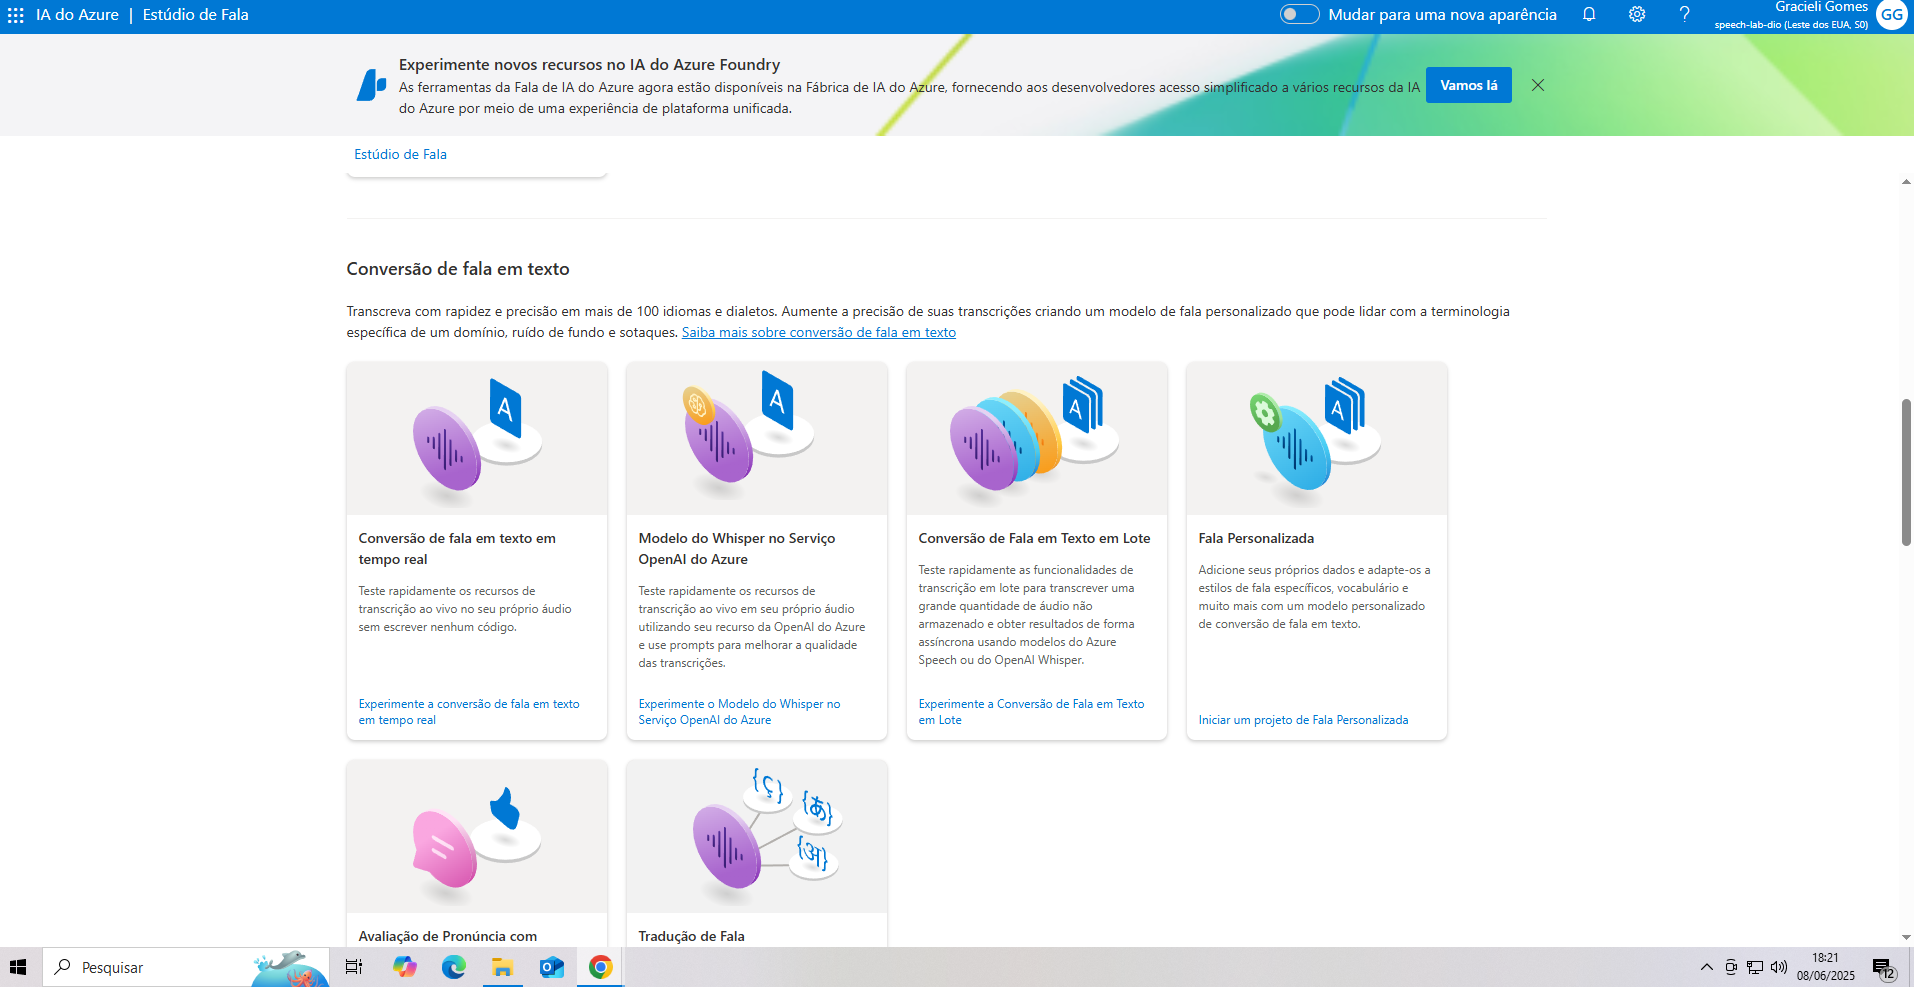 IA do Azure | Estúdio de Fala
Mudar para uma nova aparência
Gracieli Gomes
speech-lab-dio (Leste dos EUA, S0)
GG
Experimente novos recursos no IA do Azure Foundry
As ferramentas da Fala de IA do Azure agora estão disponíveis na Fábrica de IA do Azure, fornecendo aos desenvolvedores acesso simplificado a vários recursos da IA
do Azure por meio de uma experiência de plataforma unificada.
Vamos lá
Estúdio de Fala
Conversão de fala em texto
Transcreva com rapidez e precisão em mais de 100 idiomas e dialetos. Aumente a precisão de suas transcrições criando um modelo de fala personalizado que pode lidar com a terminologia
específica de um domínio, ruído de fundo e sotaques. Saiba mais sobre conversão de fala em texto
A
A
A
A
Conversão de fala em texto em
tempo real
Teste rapidamente os recursos de
transcrição ao vivo no seu próprio áudio
sem escrever nenhum código.
Experimente a conversão de fala em texto
em tempo real
Modelo do Whisper no Serviço
OpenAI do Azure
Teste rapidamente os recursos de
transcrição ao vivo em seu próprio áudio
utilizando seu recurso da OpenAI do Azure
e use prompts para melhorar a qualidade
das transcrições.
Experimente o Modelo do Whisper no
Serviço OpenAI do Azure
Conversão de Fala em Texto em Lote
Teste rapidamente as funcionalidades de
transcrição em lote para transcrever uma
grande quantidade de áudio não
armazenado e obter resultados de forma
assíncrona usando modelos do Azure
Speech ou do OpenAI Whisper.
Experimente a Conversão de Fala em Texto
em Lote
Fala Personalizada
Adicione seus próprios dados e adapte-os a
estilos de fala específicos, vocabulário e
muito mais com um modelo personalizado
de conversão de fala em texto.
Iniciar um projeto de Fala Personalizada
{ç}
{あ}
{अ}
Avaliação de Pronúncia com
Tradução de Fala
Pesquisar
18:21
08/06/2025
12